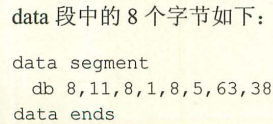 data 段中的 8 个字节如下：
data segment
  db 8,11,8,1,8,5,63,38
data ends